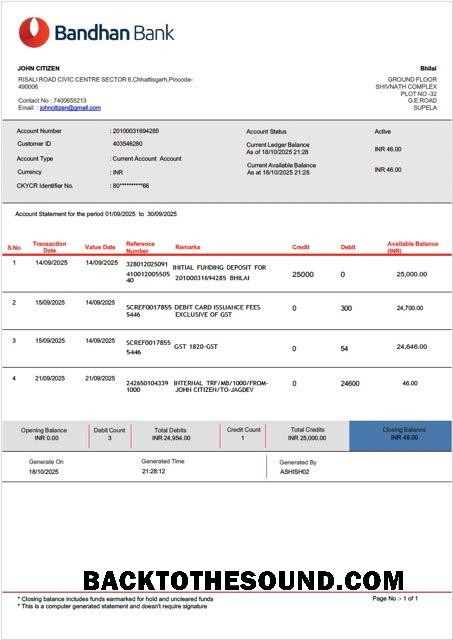 Bandhan Bank
JOHN CITIZEN
RISALI ROAD CIVIC CENTRE SECTOR 6,Chhattisgarh,Pincode-
490006
Contact No : 7400655213
Email : johncitizen@gmail.com
Bhilai
GROUND FLOOR
SHIVNATH COMPLEX
PLOT NO -32
G.E.ROAD
SUPELA
Account Number : 20100031694285
Customer ID 403546280
Account Type : Current Account Account
Currency : INR
CKYCR Identifier No. : 80*********66
Account Status Active
Current Ledger Balance
As of 18/10/2025 21:28 INR 46.00
Current Available Balance
As at 18/10/2025 21:28 INR 46.00
Account Statement for the period 01/09/2025 to 30/09/2025
S.No Transaction Date Value Date Reference Number Remarks Credit Debit Available Balance (INR)
1 14/09/2025 14/09/2025 328012025091 INITIAL FUNDING DEPOSIT FOR 25000 0 25,000.00
410012005505 20100031694285 BHILAI
40
2 15/09/2025 14/09/2025 SCREF0017855 DEBIT CARD ISSUANCE FEES 0 300 24,700.00
5446 EXCLUSIVE OF GST
3 15/09/2025 14/09/2025 SCREF0017855 GST 1820-GST 0 54 24,646.00
5446
4 21/09/2025 21/09/2025 242650104339 INTERNAL TRF/MB/1000/FROM- 0 24600 46.00
1000 JOHN CITIZEN/TO-JAGDEV
Opening Balance Debit Count Total Debits Credit Count Total Credits Closing Balance
INR 0.00 3 INR 24,954.00 1 INR 25,000.00 INR 46.00
Generate On Generated Time Generated By
18/10/2025 21:28:12 ASHISH02
BACKTOTHESOUND.COM
* Closing balance includes funds earmarked for hold and uncleared funds
* This is a computer generated statement and doesn't require signature
Page No :- 1 of 1